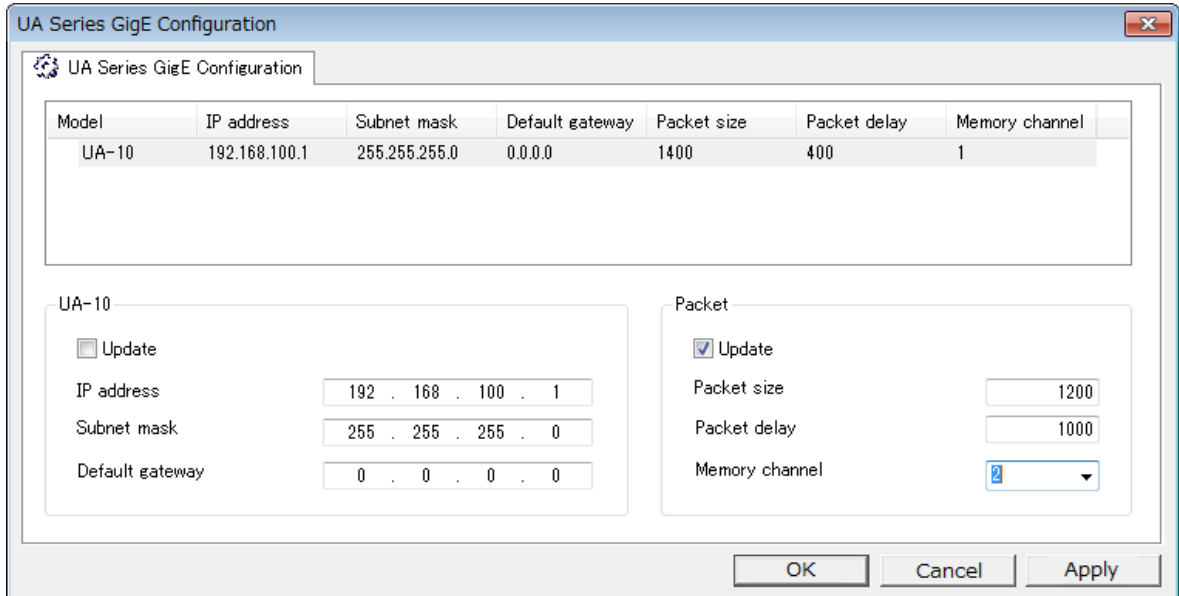 UA Series GigE Configuration
UA Series GigE Configuration
Model IP address Subnet mask Default gateway Packet size Packet delay Memory channel
UA-10 192.168.100.1 255.255.255.0 0.0.0.0 1400 400 1
UA-10
Update
IP address 192 . 168 . 100 . 1
Subnet mask 255 . 255 . 255 . 0
Default gateway 0 . 0 . 0 . 0
Packet
Update
Packet size 1200
Packet delay 1000
Memory channel 2
OK Cancel Apply